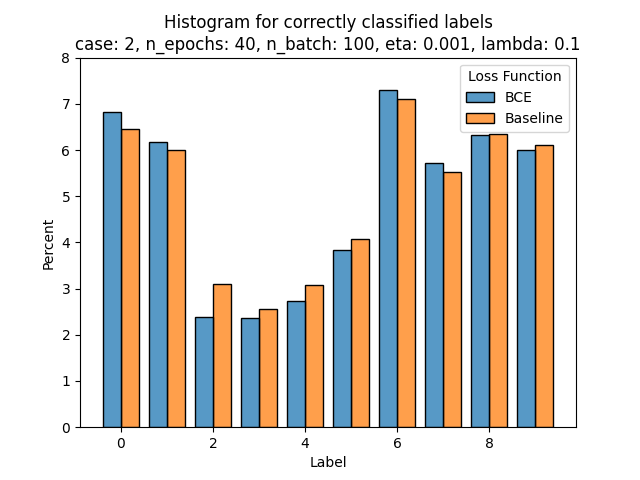 Histogram for correctly classified labels
case: 2, n_epochs: 40, n_batch: 100, eta: 0.001, lambda: 0.1
Loss Function
BCE
Baseline
Percent
8
7
6
5
4
3
2
1
0
0 2 4 6 8
Label